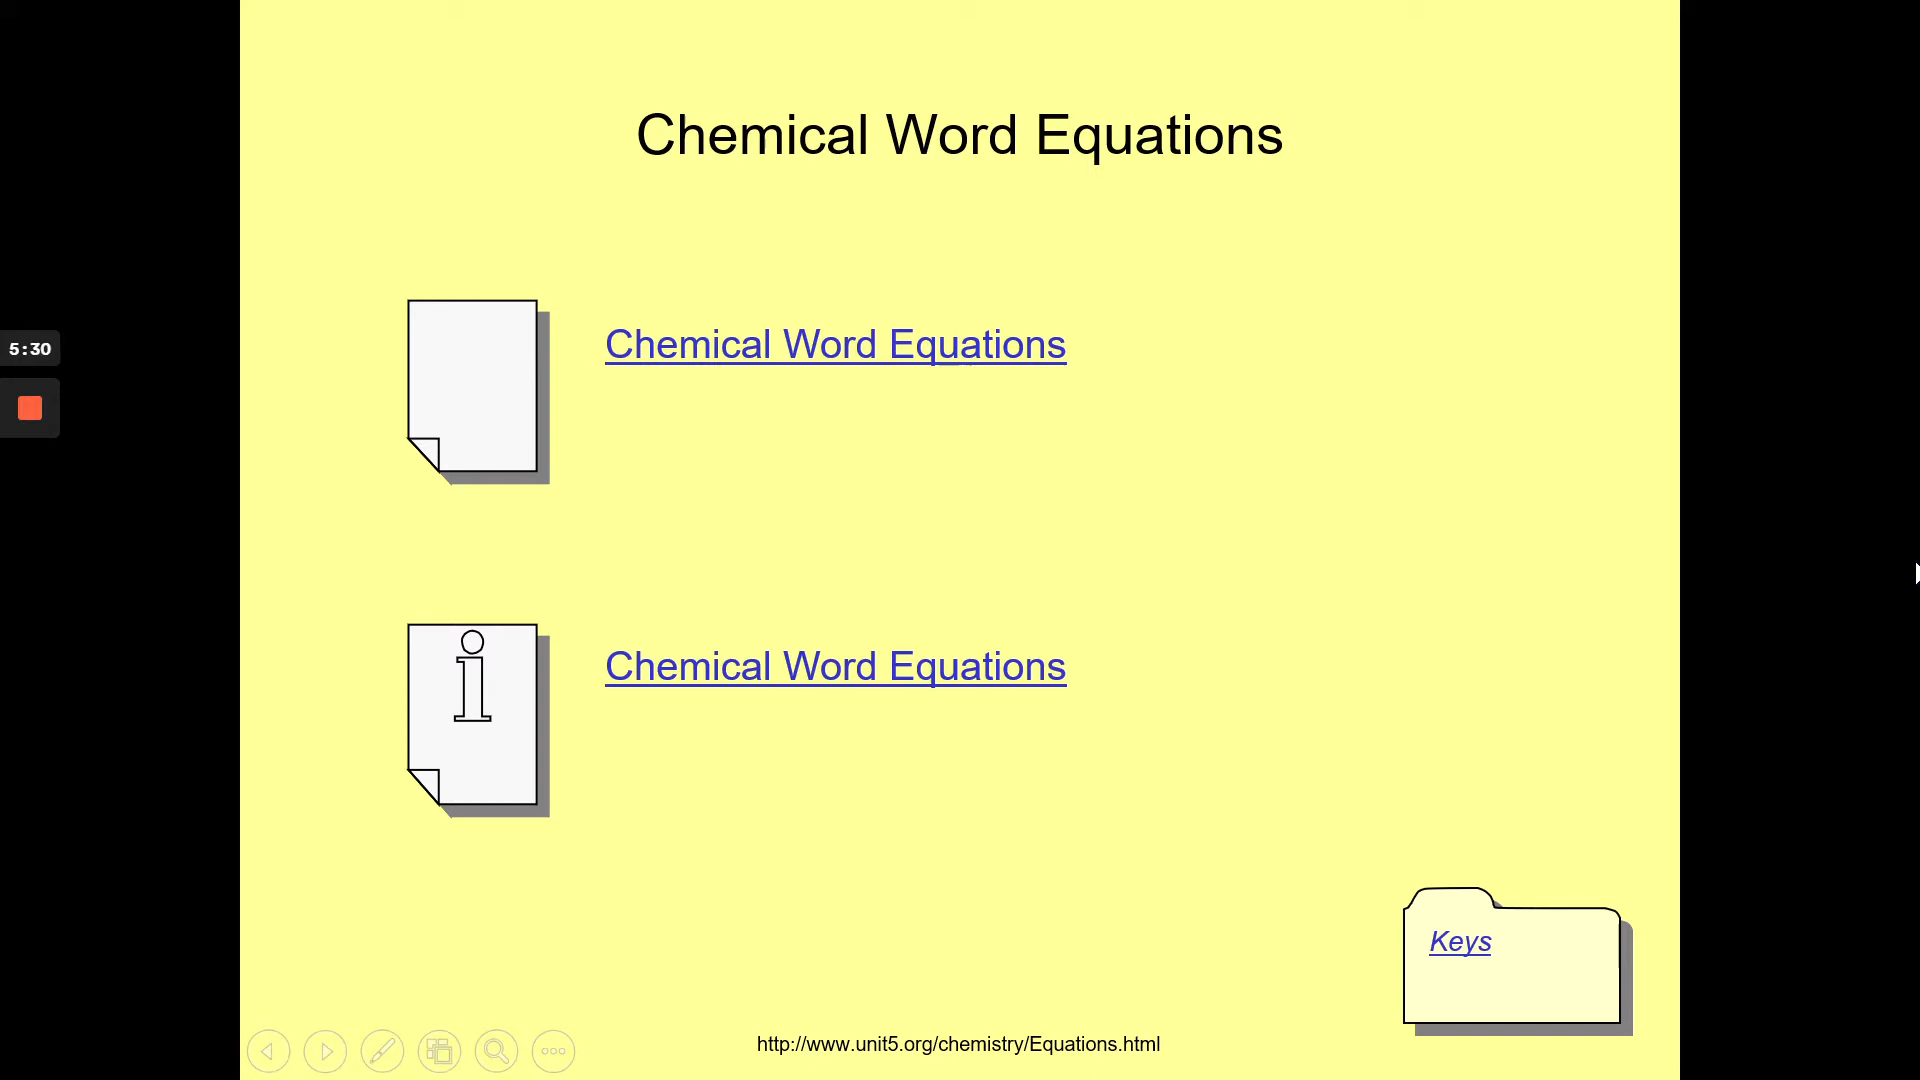 Chemical Word Equations
5:30
Chemical Word Equations
i
Chemical Word Equations
Keys
http://www.unit5.org/chemistry/Equations.html